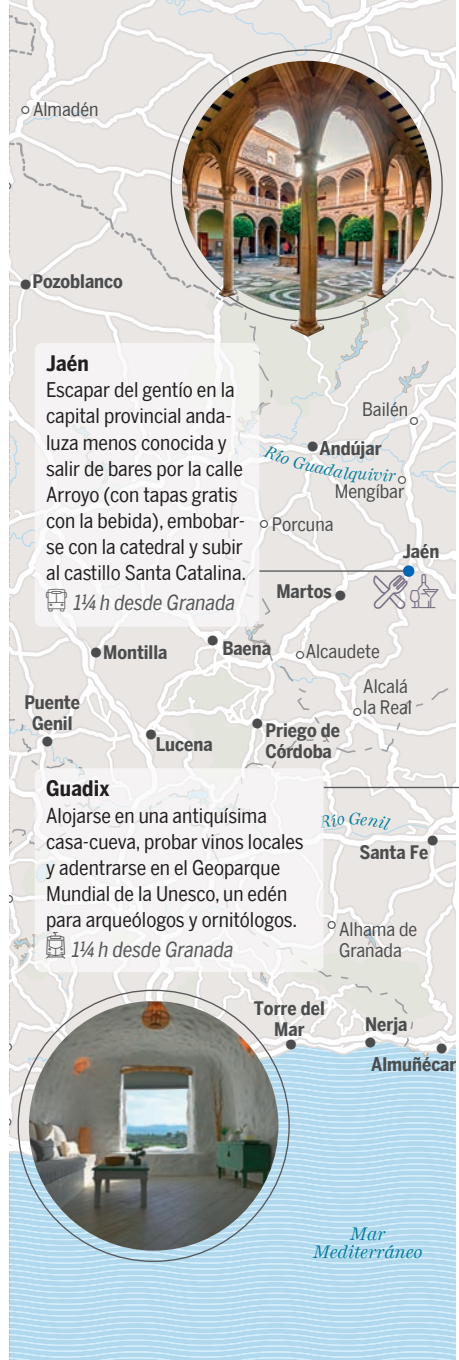 Almadén
Pozoblanco
Jaén
Escapar del gentío en la
capital provincial anda-
luza menos conocida y
salir de bares por la calle
Arroyo (con tapas gratis
con la bebida), embobar-
se con la catedral y subir
al castillo Santa Catalina.
1¼ h desde Granada
Bailén
Andújar
Río Guadalquivir
Mengíbar
Porcuna
Jaén
Martos
Montilla
Baena
Alcaudete
Alcalá
la Real
Puente
Genil
Lucena
Priego de
Córdoba
Guadix
Alojarse en una antiquísima
casa-cueva, probar vinos locales
y adentrarse en el Geoparque
Mundial de la Unesco, un edén
para arqueólogos y ornitólogos.
1¼ h desde Granada
Río Genil
Santa Fe
Alhama de
Granada
Torre del
Mar
Nerja
Almuñécar
Mar
Mediterráneo